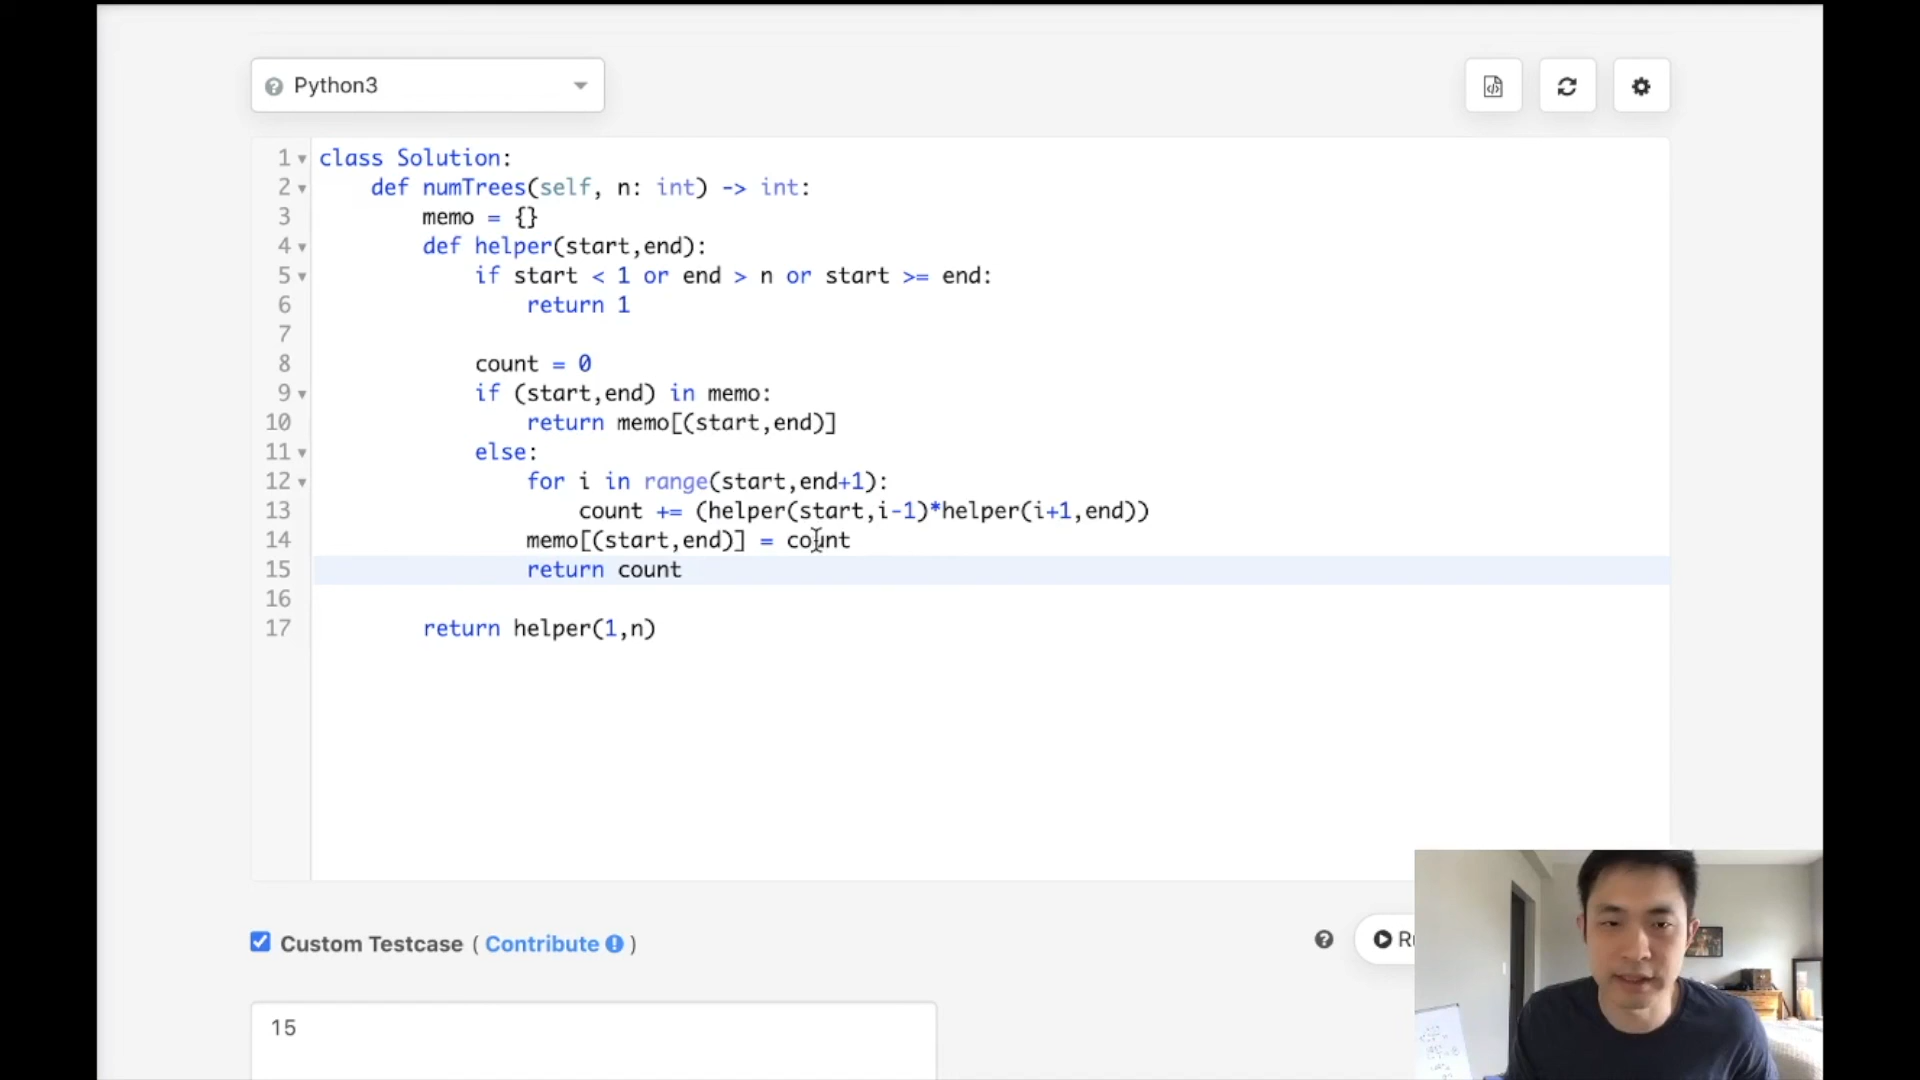 Python3
1 class Solution:
2 def numTrees(self, n: int) -> int:
3 memo = {}
4 def helper(start,end):
5 if start < 1 or end > n or start >= end:
6 return 1
7
8 count = 0
9 if (start,end) in memo:
10 return memo[(start,end)]
11 else:
12 for i in range(start,end+1):
13 count += (helper(start,i-1)*helper(i+1,end))
14 memo[(start,end)] = count
15 return count
16
17 return helper(1,n)
Custom Testcase ( Contribute )
15